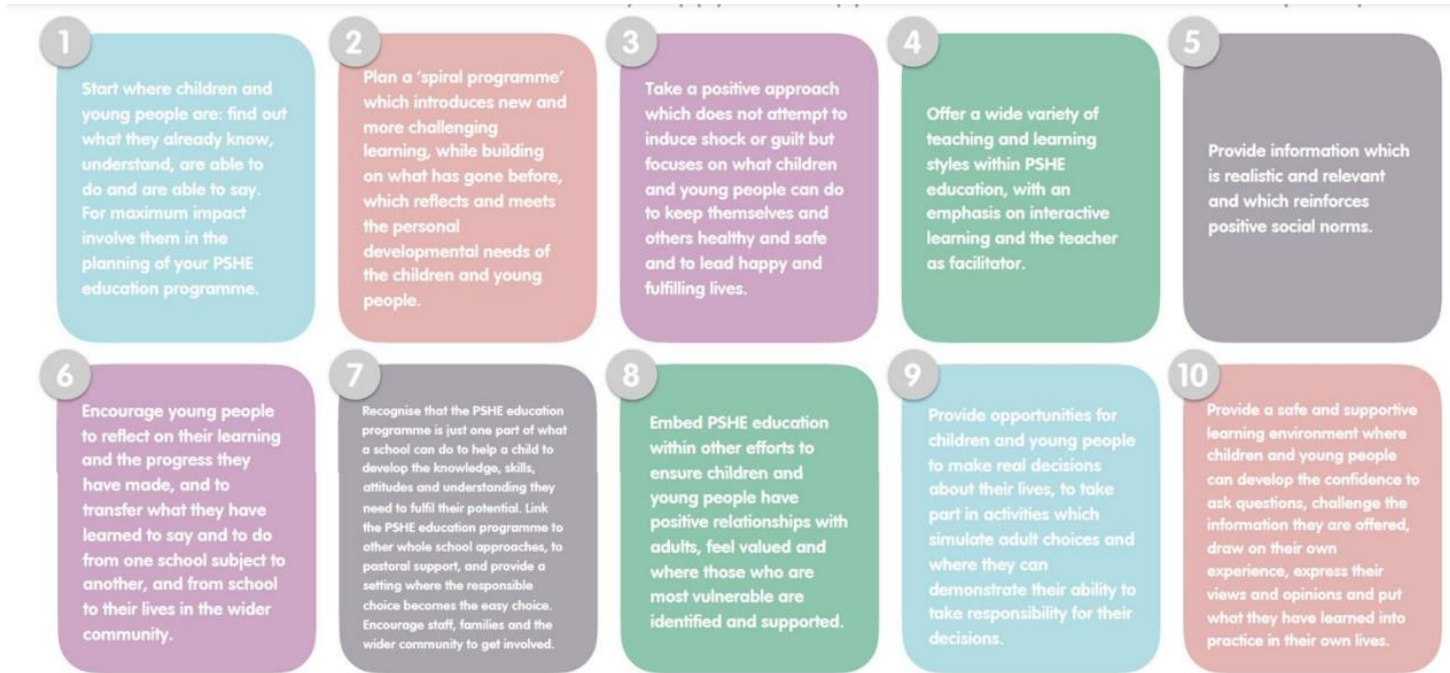 1
Start where children and
young people are: find out
what they already know,
understand, are able to
do and are able to say.
For maximum impact
involve them in the
planning of your PSHE
education programme.
2
Plan a ‘spiral programme’
which introduces new and
more challenging
learning, while building
on what has gone before,
which reflects and meets
the personal
developmental needs of
the children and young
people.
3
Take a positive approach
which does not attempt to
induce shock or guilt but
focuses on what children
and young people can do
to keep themselves and
others healthy and safe
and to lead happy and
fulfilling lives.
4
Offer a wide variety of
teaching and learning
styles within PSHE
education, with an
emphasis on interactive
learning and the teacher
as facilitator.
5
Provide information which
is realistic and relevant
and which reinforces
positive social norms.
6
Encourage young people
to reflect on their learning
and the progress they
have made, and to
transfer what they have
learned to say and to do
from one school subject to
another, and from school
to their lives in the wider
community.
7
Recognise that the PSHE education
programme is just one part of what
a school can do to help a child to
develop the knowledge, skills,
attitudes and understanding they
need to fulfil their potential. Link
the PSHE education programme to
other whole school approaches, to
pastoral support, and provide a
setting where the responsible
choice becomes the easy choice.
Encourage staff, families and the
wider community to get involved.
8
Embed PSHE education
within other efforts to
ensure children and
young people have
positive relationships with
adults, feel valued and
where those who are
most vulnerable are
identified and supported.
9
Provide opportunities for
children and young people
to make real decisions
about their lives, to take
part in activities which
simulate adult choices and
where they can
demonstrate their ability to
take responsibility for their
decisions.
10
Provide a safe and supportive
learning environment where
children and young people
can develop the confidence to
ask questions, challenge the
information they are offered,
draw on their own
experience, express their
views and opinions and put
what they have learned into
practice in their own lives.